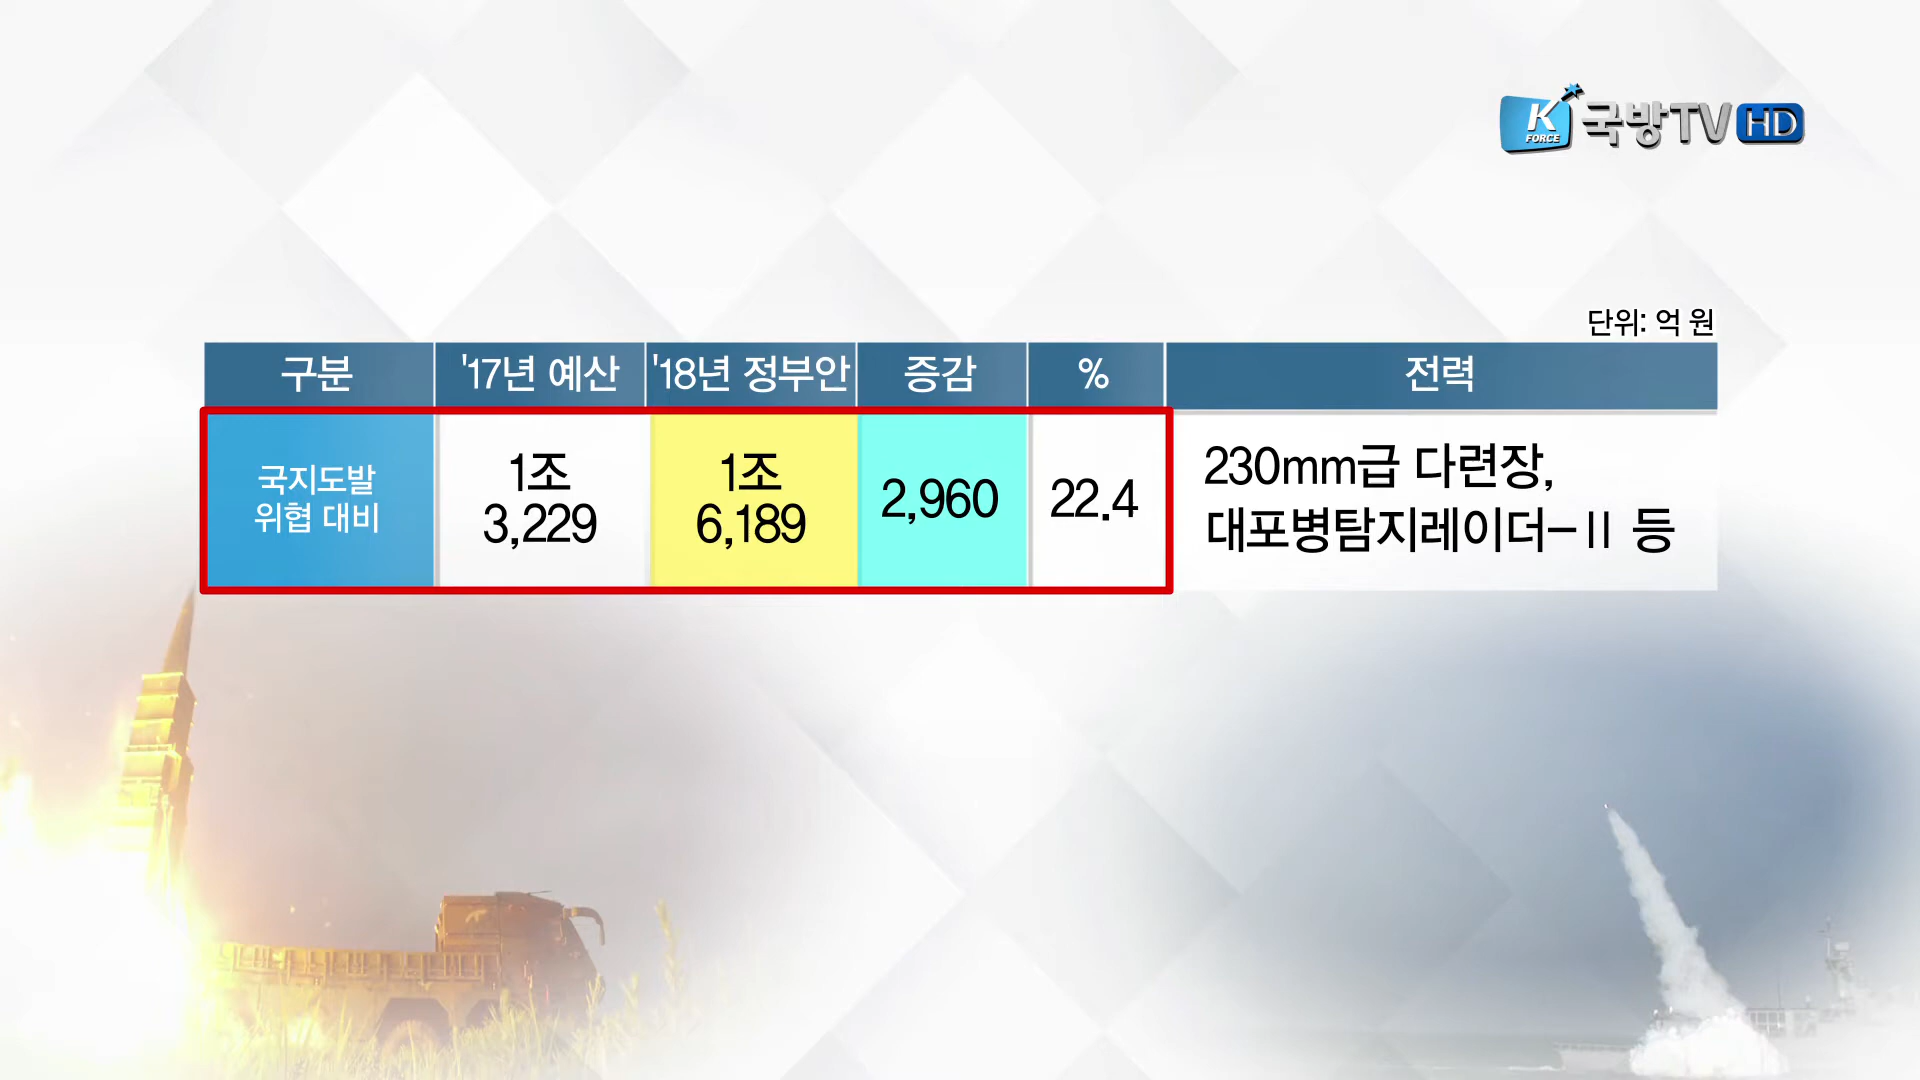 K FORCE 국방TV HD
단위: 억 원
구분 '17년 예산 '18년 정부안 증감 % 전력
국지도발
위협 대비
1조
3,229
1조
6,189
2,960
22.4
230mm급 다련장,
대포병탐지레이더-Ⅱ 등